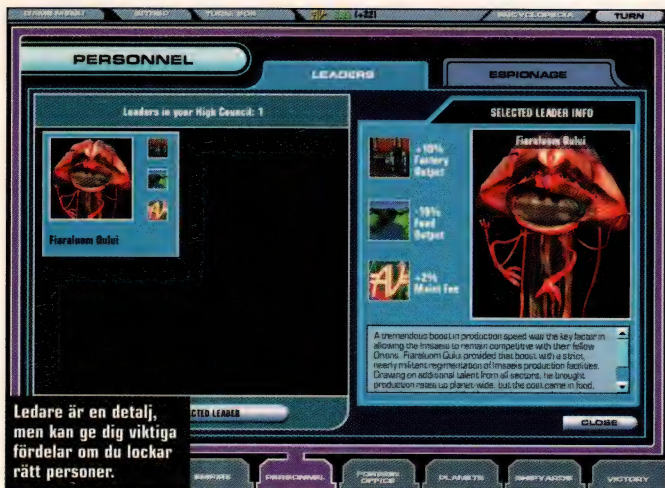 (+22)
ENCYCLOPEDIA
TURN
PERSONNEL
LEADERS
ESPIONAGE
Leaders in your High Council: 1
Fiaraluom Qului
SELECTED LEADER INFO
Fiaraluom Qului
+10%
Factory
Output
-10%
Food
Output
+2%
Maint Fee
A tremendous boost in production speed was the key factor in
allowing the Imsaeis to remain competitive with their fellow
Orions. Fiaraluom Qului provided that boost with a strict,
nearly militant regimentation of Imsaeis production facilities.
Drawing on additional talent from all sectors, he brought
production rates up planet-wide, but the cost came in food.
CTED LEADER
CLOSE
Ledare är en detalj,
men kan ge dig viktiga
fördelar om du lockar
rätt personer.
EMPIRE
PERSONNEL
FOREIGN
OFFICE
PLANETS
SHIPYARDS
VICTORY